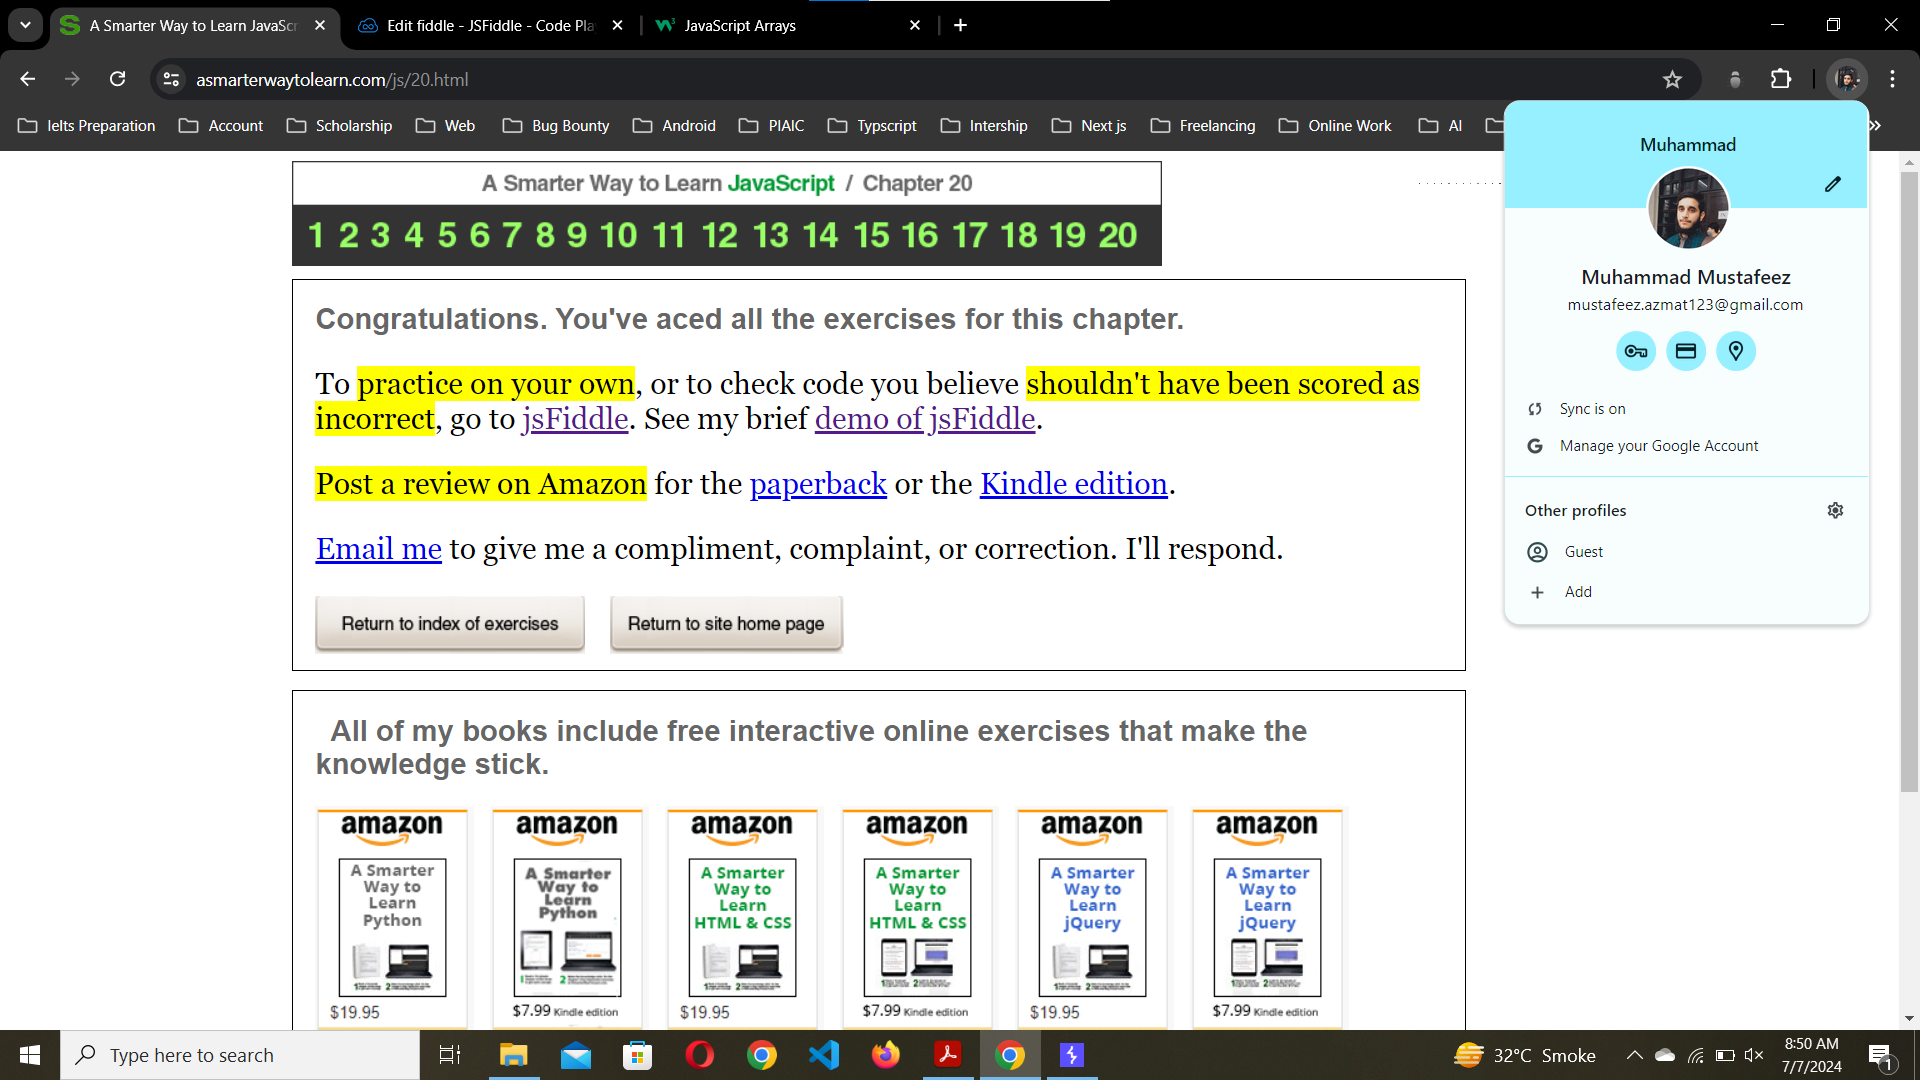 A Smarter Way to Learn JavaScr
Edit fiddle - JSFiddle - Code Pla
JavaScript Arrays
asmarterwaytolearn.com/js/20.html
Ielts Preparation
Account
Scholarship
Web
Bug Bounty
Android
PIAIC
Typscript
Intership
Next js
Freelancing
Online Work
AI
A Smarter Way to Learn JavaScript / Chapter 20
1 2 3 4 5 6 7 8 9 10 11 12 13 14 15 16 17 18 19 20
Congratulations. You've aced all the exercises for this chapter.
To practice on your own, or to check code you believe shouldn't have been scored as
incorrect, go to jsFiddle. See my brief demo of jsFiddle.
Post a review on Amazon for the paperback or the Kindle edition.
Email me to give me a compliment, complaint, or correction. I'll respond.
Return to index of exercises
Return to site home page
Muhammad
Muhammad Mustafeez
mustafeez.azmat123@gmail.com
Sync is on
Manage your Google Account
Other profiles
Guest
Add
All of my books include free interactive online exercises that make the
knowledge stick.
amazon
A Smarter
Way to
Learn
Python
$19.95
amazon
A Smarter
Way to
Learn
Python
$7.99 Kindle edition
amazon
A Smarter
Way to
Learn
HTML & CSS
$19.95
amazon
A Smarter
Way to
Learn
HTML & CSS
$7.99 Kindle edition
amazon
A Smarter
Way to
Learn
jQuery
$19.95
amazon
A Smarter
Way to
Learn
jQuery
$7.99 Kindle edition
Type here to search
32°C Smoke
8:50 AM
7/7/2024
1